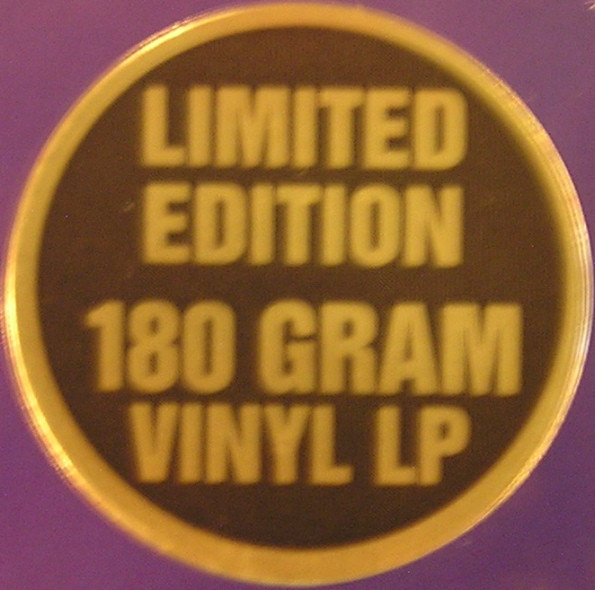 LIMITED
EDITION
180 GRAM
VINYL LP